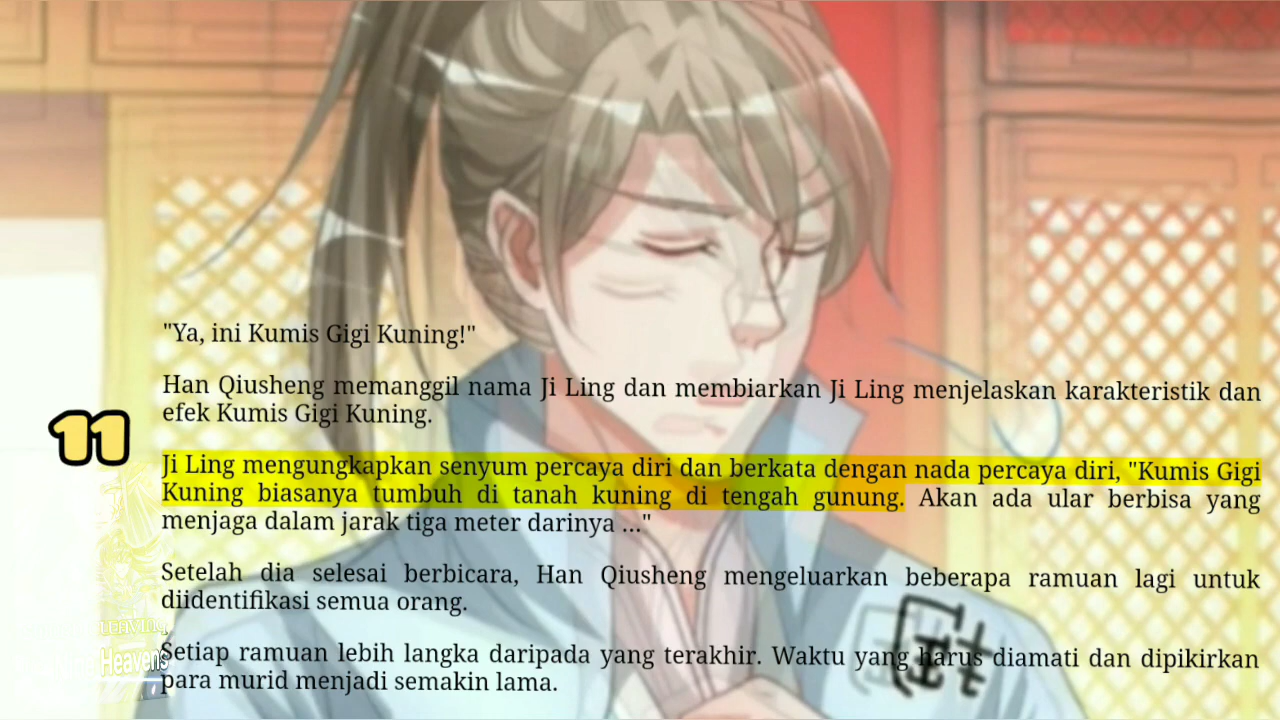 "Ya, ini Kumis Gigi Kuning!"
Han Qiusheng memanggil nama Ji Ling dan membiarkan Ji Ling menjelaskan karakteristik dan
efek Kumis Gigi Kuning.
11
Ji Ling mengungkapkan senyum percaya diri dan berkata dengan nada percaya diri, "Kumis Gigi
Kuning biasanya tumbuh di tanah kuning di tengah gunung. Akan ada ular berbisa yang
menjaga dalam jarak tiga meter darinya ..."
Setelah dia selesai berbicara, Han Qiusheng mengeluarkan beberapa ramuan lagi untuk
diidentifikasi semua orang.
Setiap ramuan lebih langka daripada yang terakhir. Waktu yang harus diamati dan dipikirkan
para murid menjadi semakin lama.
Heavens